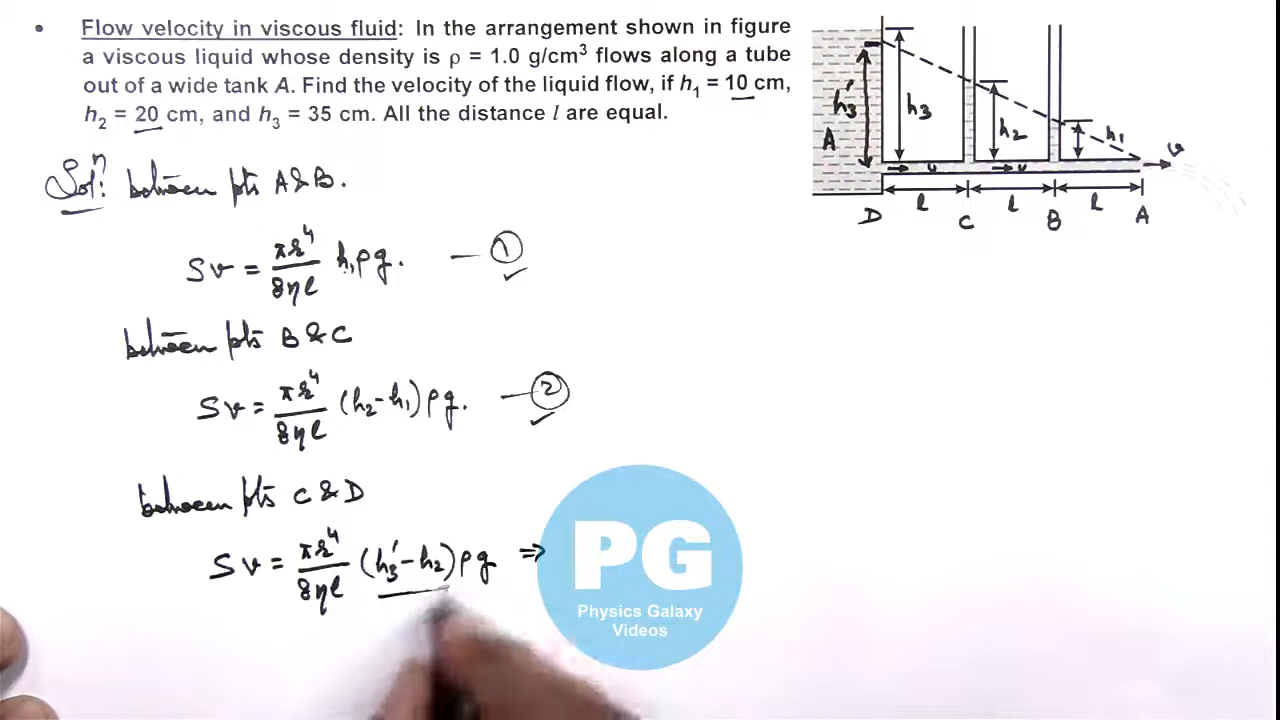 • Flow velocity in viscous fluid: In the arrangement shown in figure
a viscous liquid whose density is ρ = 1.0 g/cm³ flows along a tube
out of a wide tank A. Find the velocity of the liquid flow, if h₁ = 10 cm,
h₂ = 20 cm, and h₃ = 35 cm. All the distance l are equal.
h₃′ h₃ h₂ h₁
A
v v v
l l l
D C B A
Solⁿ: between pts A & B.
Sv = πr⁴/8ηl h₁ρg. — ①
between pts B & C
Sv = πr⁴/8ηl (h₂-h₁)ρg. — ②
between pts C & D
Sv = πr⁴/8ηl (h₃′-h₂)ρg ⇒
PG
Physics Galaxy
Videos